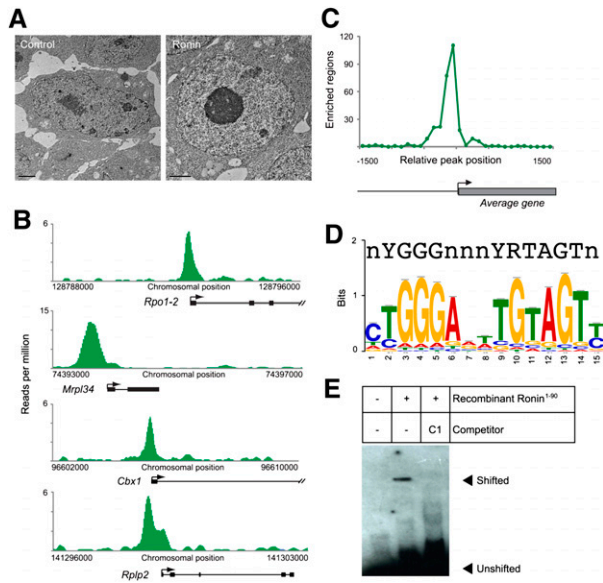 A
Control
Ronin
B
Reads per million
6
128788000
Chromosomal position
128796000
Rpo1-2
15
74393000
Chromosomal position
74397000
Mrpl34
6
96602000
Chromosomal position
96610000
Cbx1
6
141296000
Chromosomal position
141303000
Rplp2
C
Enriched regions
120
90
60
30
-1500
Relative peak position
1500
Average gene
D
nYGGGnnnYRTAGTn
Bits
2
1
0
CTGGGATTGTAGTT
1 2 3 4 5 6 7 8 9 10 11 12 13 14 15
E
- + + Recombinant Ronin1-90
- - C1 Competitor
Shifted
Unshifted